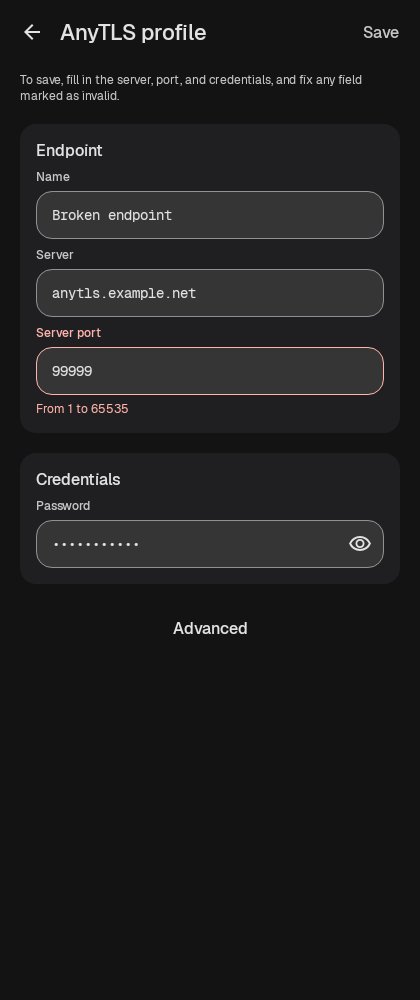 AnyTLS profile
Save
To save, fill in the server, port, and credentials, and fix any field
marked as invalid.
Endpoint
Name
Broken endpoint
Server
anytls.example.net
Server port
99999
From 1 to 65535
Credentials
Password
•••••••••••
Advanced